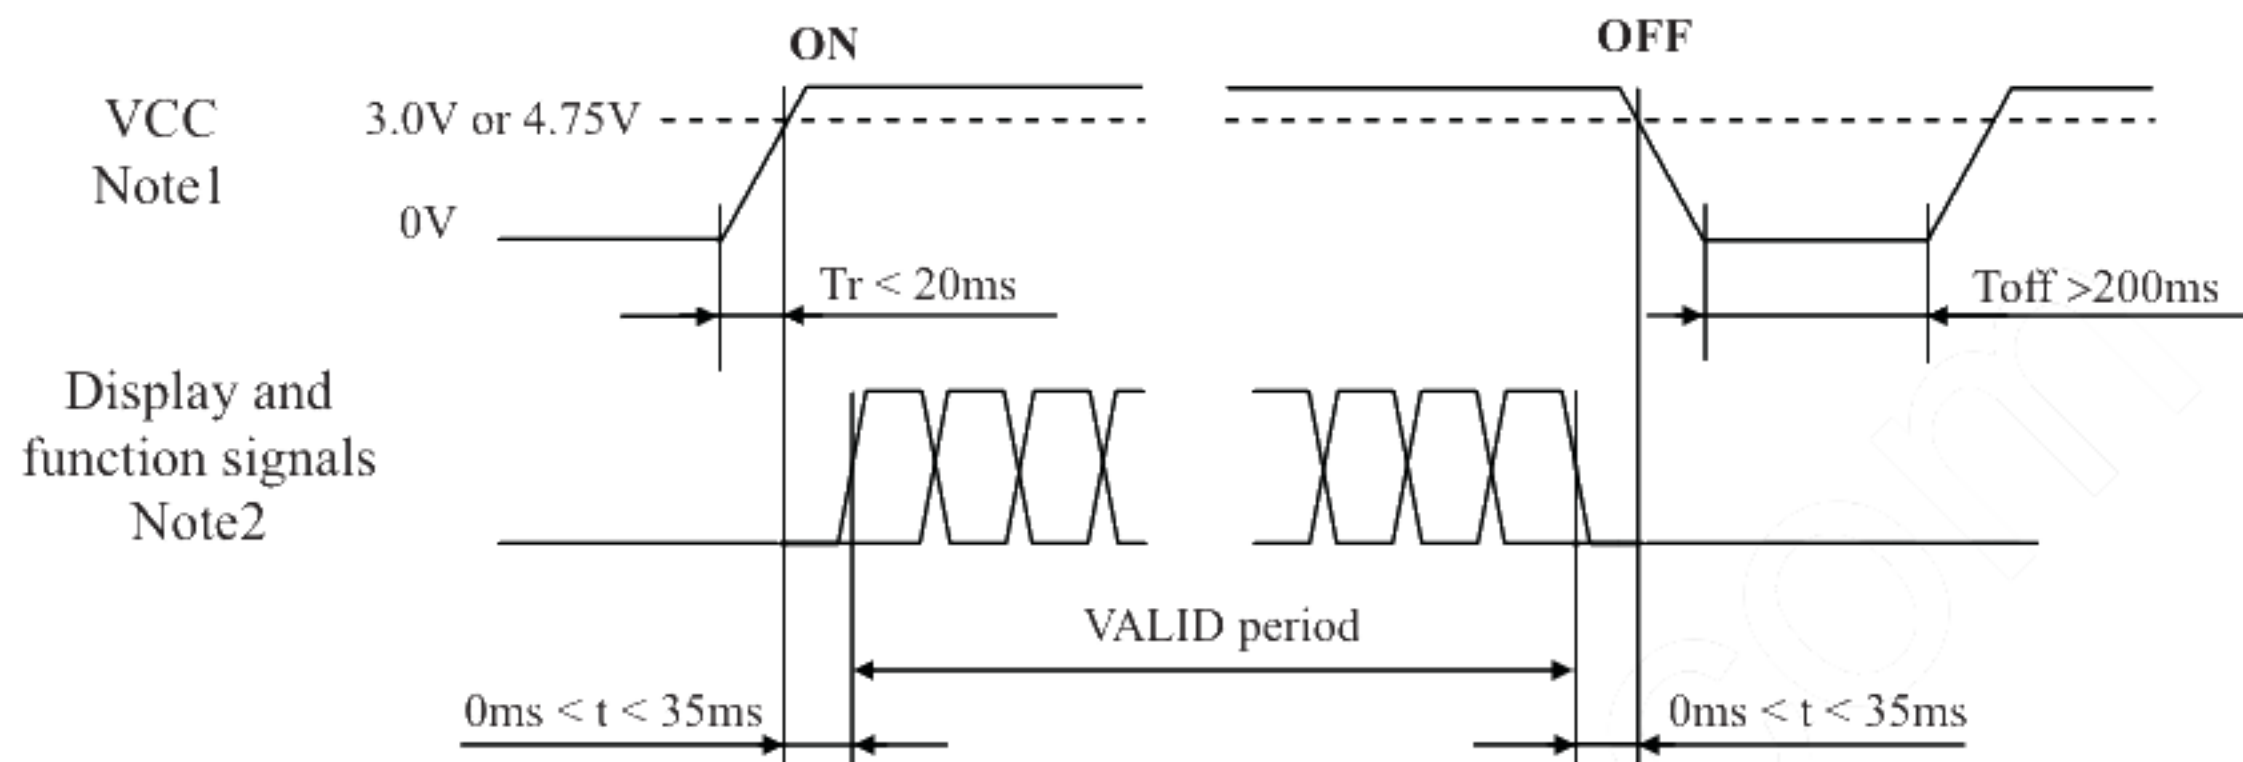 ON
OFF
VCC
Note1
3.0V or 4.75V
0V
Tr < 20ms
Toff >200ms
Display and
function signals
Note2
VALID period
0ms < t < 35ms
0ms < t < 35ms
com